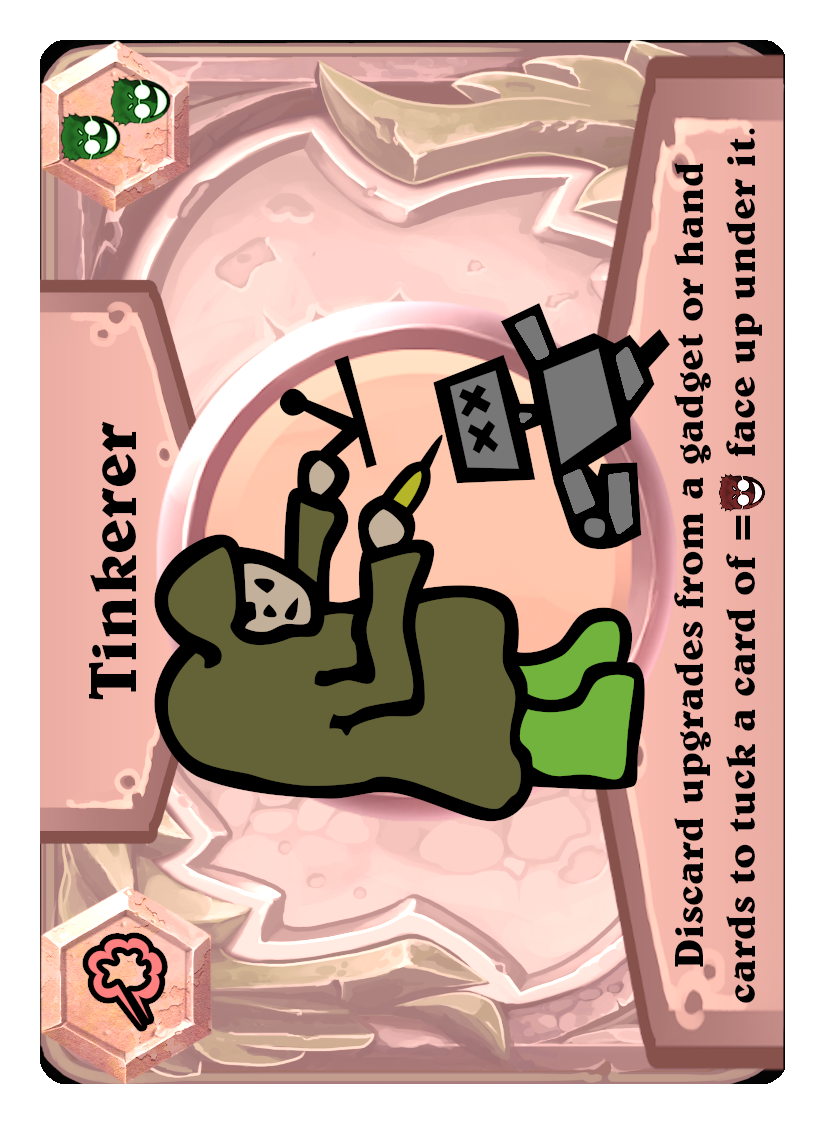 Tinkerer
Discard upgrades from a gadget or hand
cards to tuck a card of = face up under it.